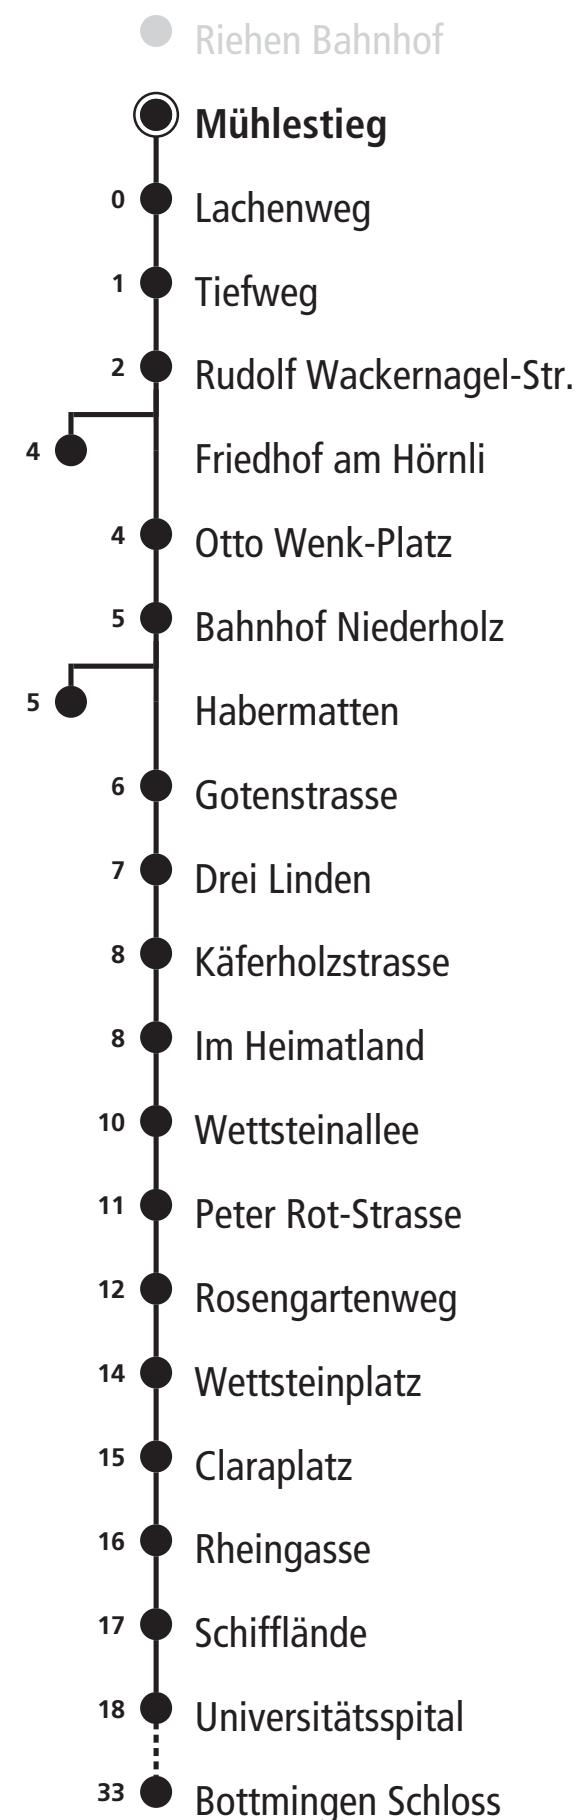 Riehen Bahnhof
Mühlestieg
0 Lachenweg
1 Tiefweg
2 Rudolf Wackernagel-Str.
4 Friedhof am Hörnli
4 Otto Wenk-Platz
5 Bahnhof Niederholz
5 Habermatten
6 Gotenstrasse
7 Drei Linden
8 Käferholzstrasse
8 Im Heimatland
10 Wettsteinallee
11 Peter Rot-Strasse
12 Rosengartenweg
14 Wettsteinplatz
15 Claraplatz
16 Rheingasse
17 Schifflände
18 Universitätsspital
33 Bottmingen Schloss